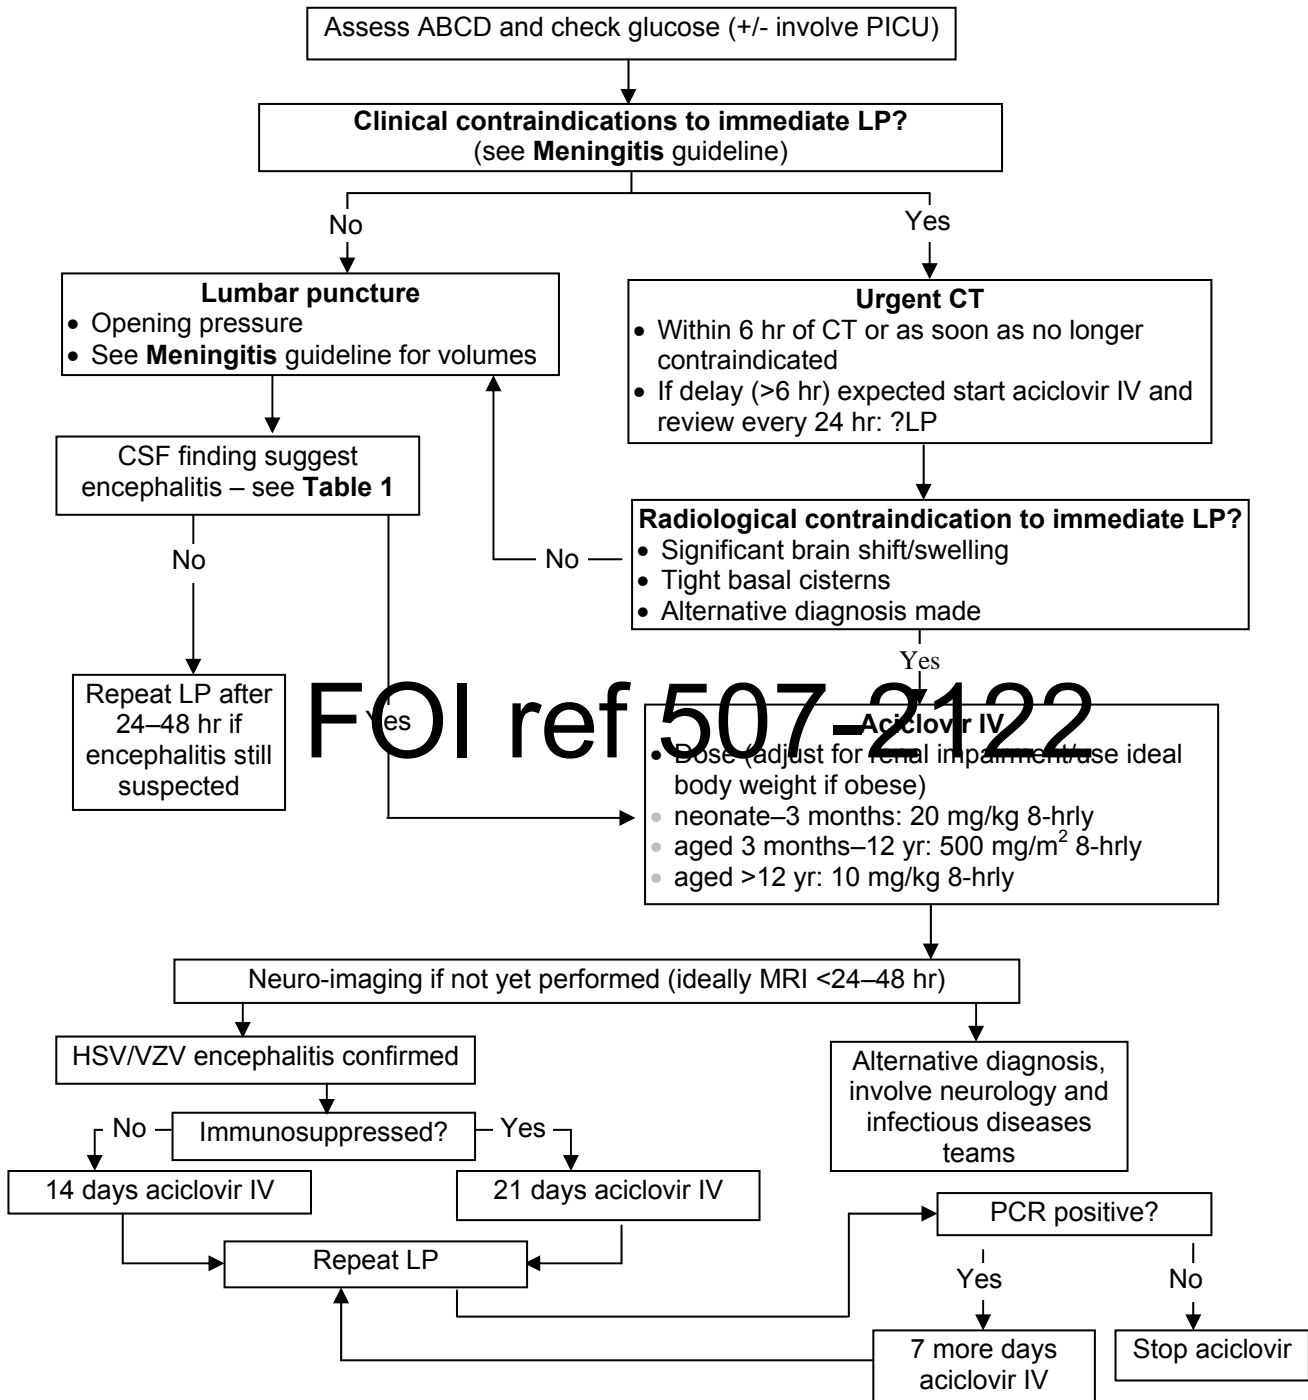 Assess ABCD and check glucose (+/- involve PICU)
Clinical contraindications to immediate LP?
(see Meningitis guideline)
No
Yes
Lumbar puncture
• Opening pressure
• See Meningitis guideline for volumes
Urgent CT
• Within 6 hr of CT or as soon as no longer
contraindicated
• If delay (>6 hr) expected start aciclovir IV and
review every 24 hr: ?LP
CSF finding suggest
encephalitis – see Table 1
Radiological contraindication to immediate LP?
• Significant brain shift/swelling
• Tight basal cisterns
• Alternative diagnosis made
No
No
Yes
Repeat LP after
24–48 hr if
encephalitis still
suspected
Yes
FOI ref 507-2122
Aciclovir IV
• Dose (adjust for renal impairment/use ideal
body weight if obese)
• neonate–3 months: 20 mg/kg 8-hrly
• aged 3 months–12 yr: 500 mg/m² 8-hrly
• aged >12 yr: 10 mg/kg 8-hrly
Neuro-imaging if not yet performed (ideally MRI <24–48 hr)
HSV/VZV encephalitis confirmed
Alternative diagnosis,
involve neurology and
infectious diseases
teams
No
Immunosuppressed?
Yes
14 days aciclovir IV
21 days aciclovir IV
PCR positive?
Repeat LP
Yes
No
7 more days
aciclovir IV
Stop aciclovir